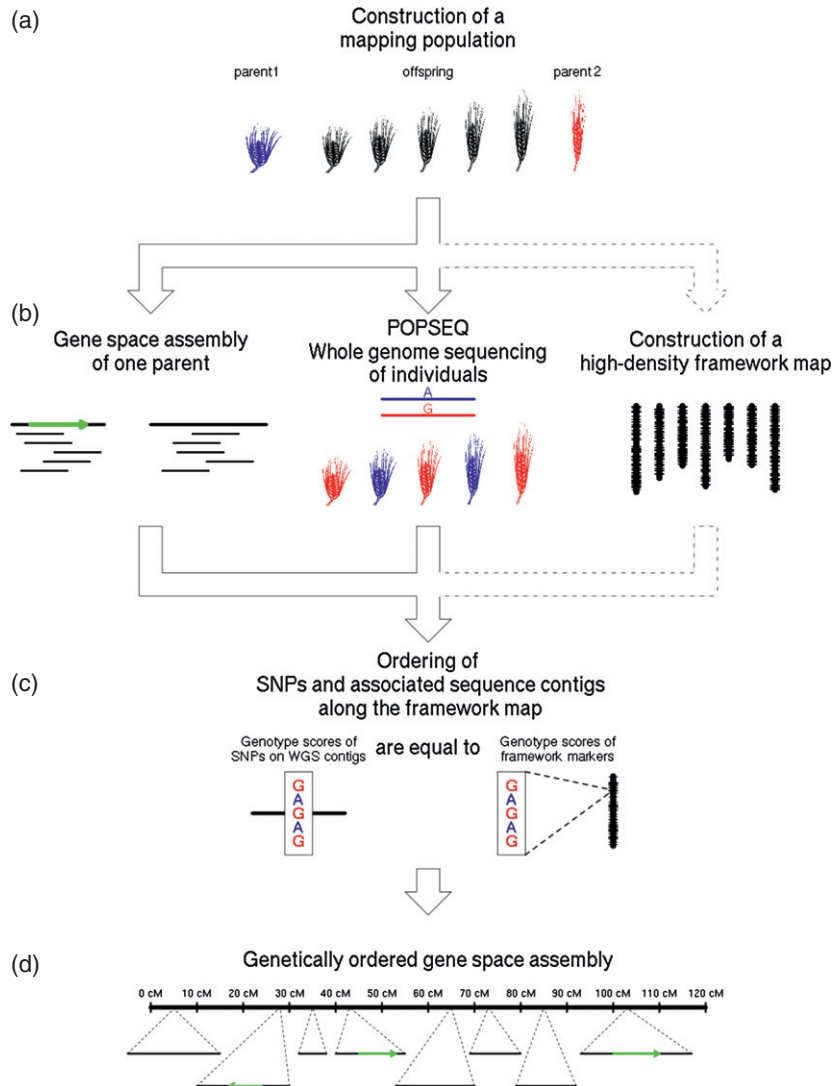 (a)
Construction of a
mapping population
parent1
offspring
parent2
(b)
Gene space assembly
of one parent
POPSEQ
Whole genome sequencing
of individuals
A
G
Construction of a
high-density framework map
(c)
Ordering of
SNPs and associated sequence contigs
along the framework map
Genotype scores of
SNPs on WGS contigs
are equal to
Genotype scores of
framework markers
G
A
G
A
G
G
A
G
A
G
(d)
Genetically ordered gene space assembly
0 cM 10 cM 20 cM 30 cM 40 cM 50 cM 60 cM 70 cM 80 cM 90 cM 100 cM 110 cM 120 cM